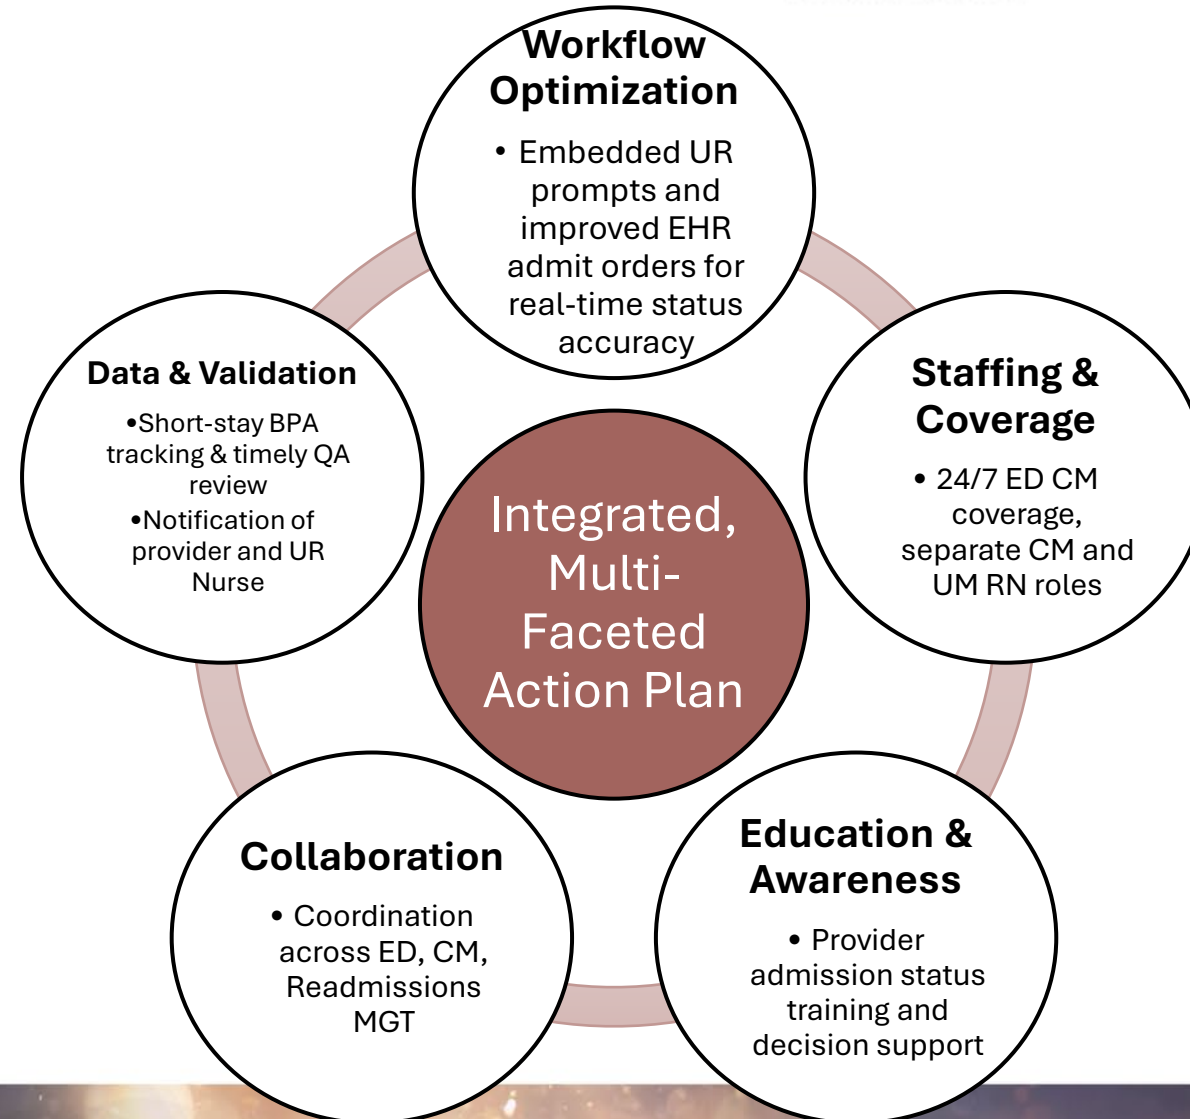 Workflow
Optimization
• Embedded UR
prompts and
improved EHR
admit orders for
real-time status
accuracy
Staffing &
Coverage
• 24/7 ED CM
coverage,
separate CM and
UM RN roles
Education &
Awareness
• Provider
admission status
training and
decision support
Collaboration
• Coordination
across ED, CM,
Readmissions
MGT
Data & Validation
•Short-stay BPA
tracking & timely QA
review
•Notification of
provider and UR
Nurse
Integrated,
Multi-
Faceted
Action Plan